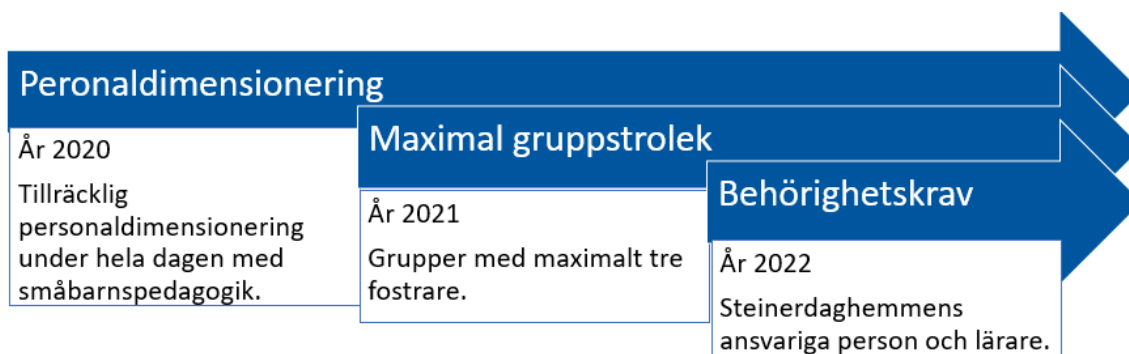 Peronaldimensionering
År 2020
Tillräcklig
personaldimensionering
under hela dagen med
småbarnspedagogik.
Maximal gruppstrolek
År 2021
Grupper med maximalt tre
fostrare.
Behörighetskrav
År 2022
Steinerdaghemmens
ansvariga person och lärare.